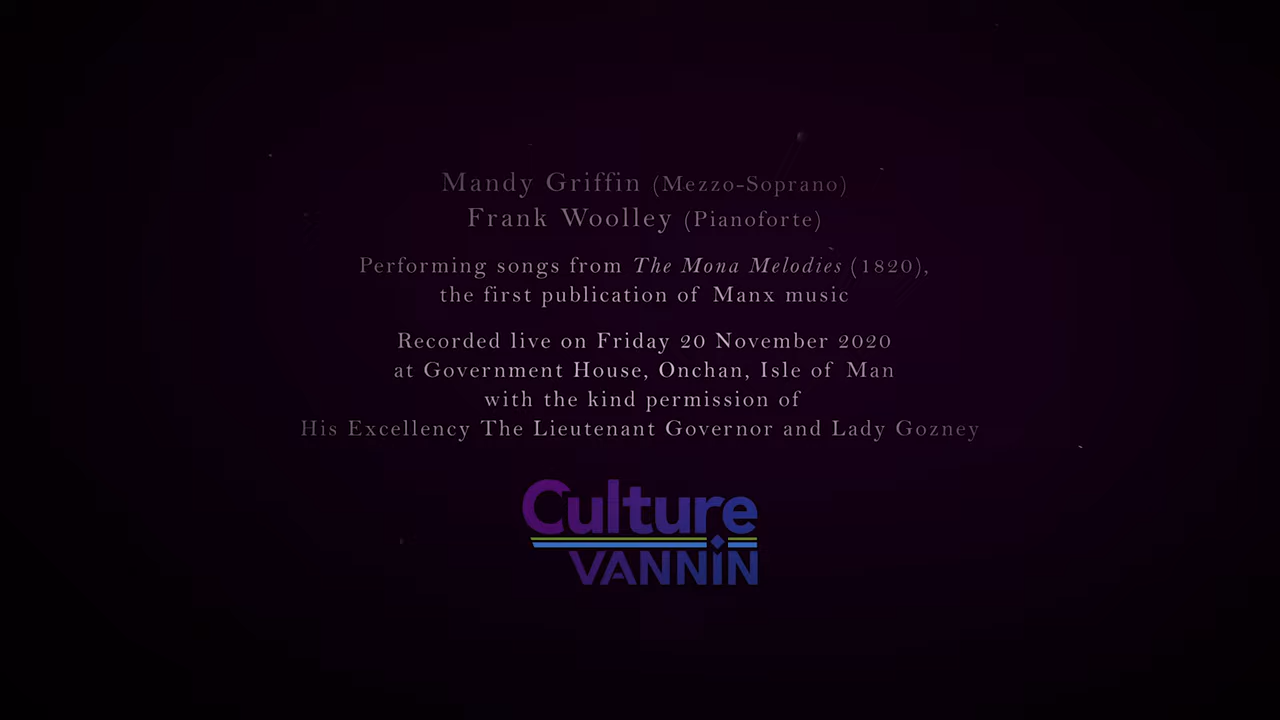 Mandy Griffin (Mezzo-Soprano)
Frank Woolley (Pianoforte)
Performing songs from The Mona Melodies (1820),
the first publication of Manx music
Recorded live on Friday 20 November 2020
at Government House, Onchan, Isle of Man
with the kind permission of
His Excellency The Lieutenant Governor and Lady Gozney
Culture
VANNIN